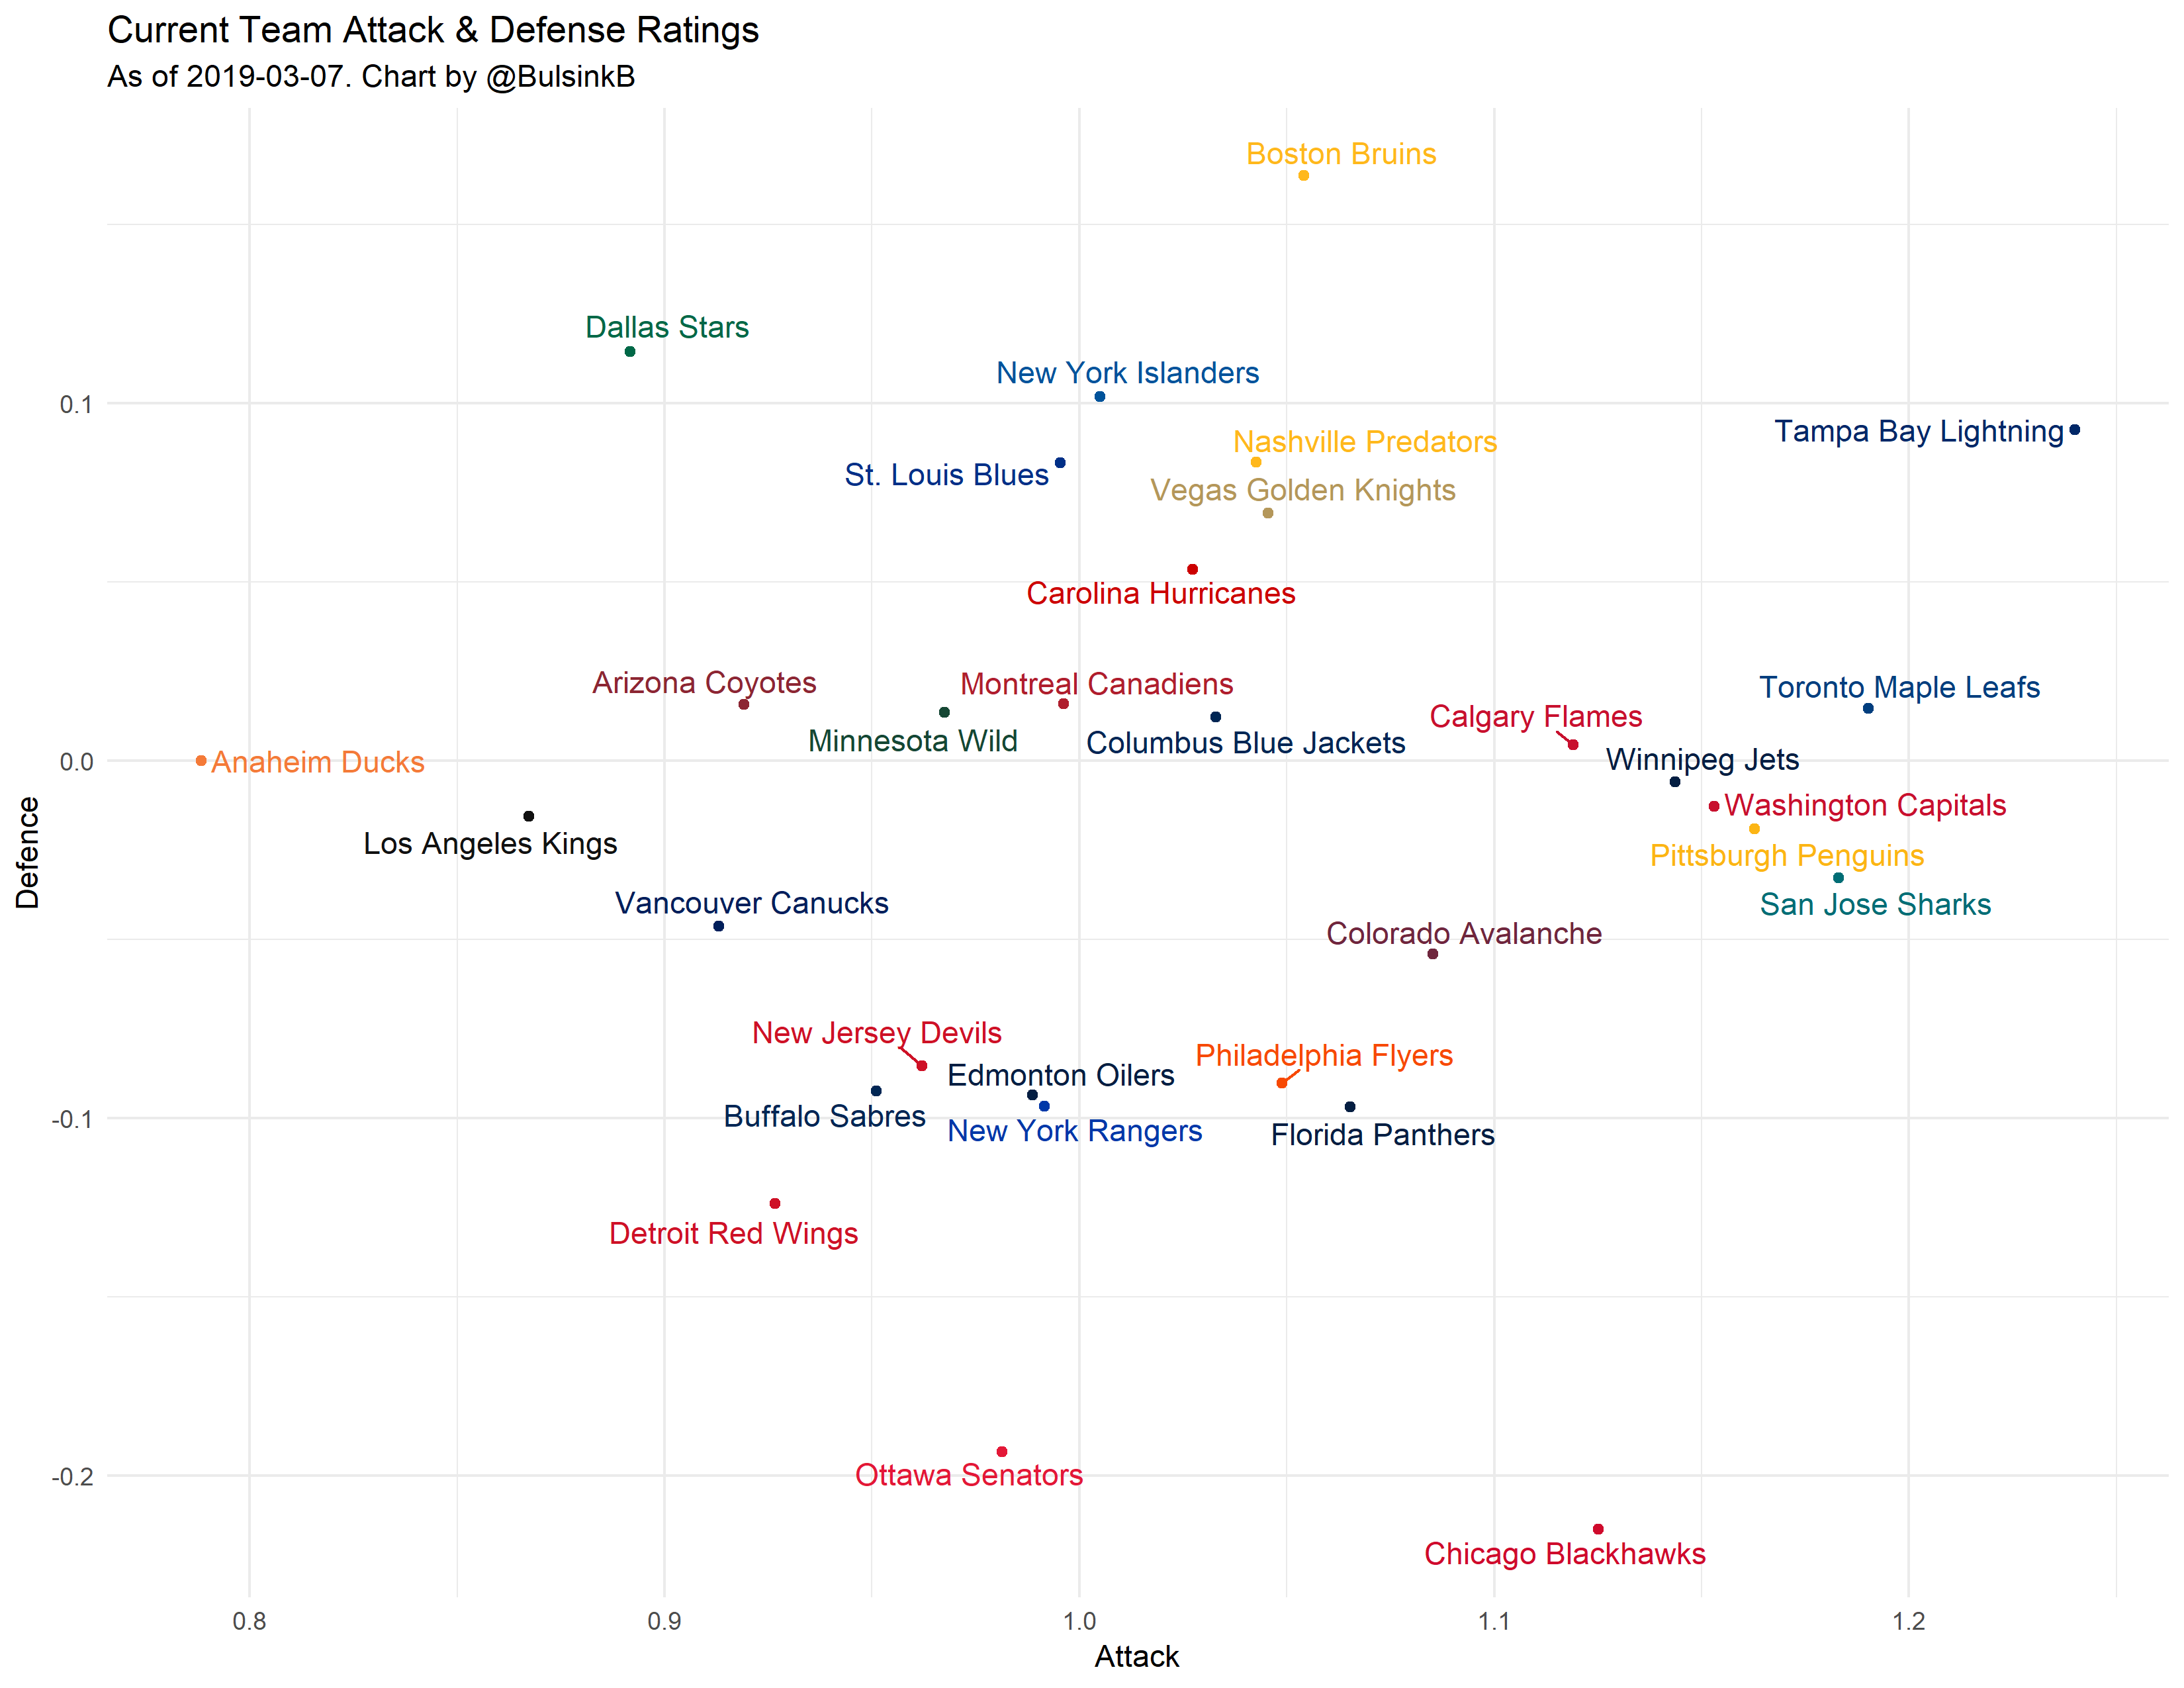 Current Team Attack & Defense Ratings
As of 2019-03-07. Chart by @BulsinkB
Boston Bruins
Dallas Stars
New York Islanders
0.1
Tampa Bay Lightning
Nashville Predators
St. Louis Blues
Vegas Golden Knights
Carolina Hurricanes
Arizona Coyotes
Montreal Canadiens
Toronto Maple Leafs
Calgary Flames
Minnesota Wild
Columbus Blue Jackets
Winnipeg Jets
0.0
Anaheim Ducks
Washington Capitals
Los Angeles Kings
Defence
Pittsburgh Penguins
Vancouver Canucks
San Jose Sharks
Colorado Avalanche
New Jersey Devils
Philadelphia Flyers
Edmonton Oilers
Buffalo Sabres
-0.1
New York Rangers
Florida Panthers
Detroit Red Wings
Ottawa Senators
-0.2
Chicago Blackhawks
0.8 0.9 1.0 1.1 1.2
Attack